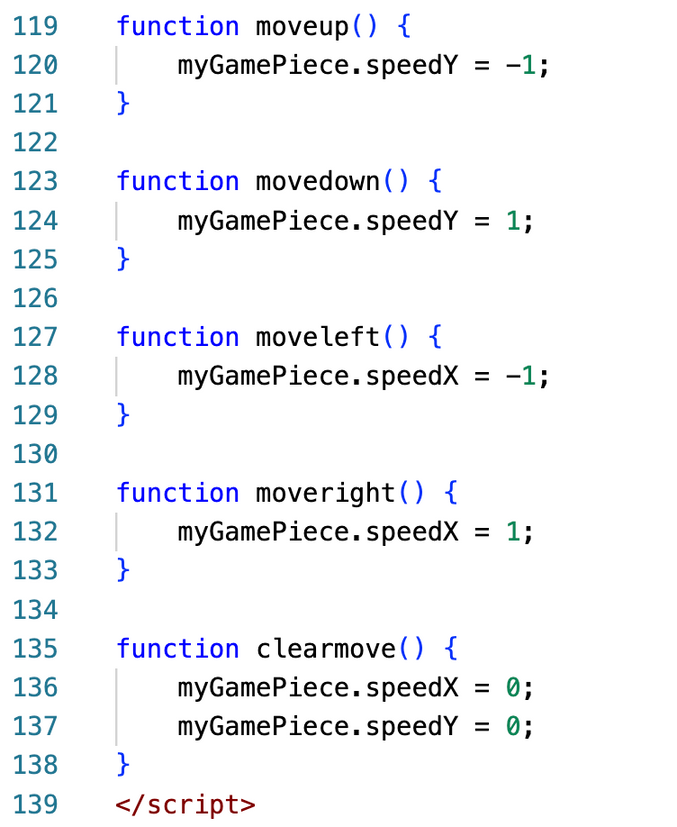 119 function moveup() {
120     myGamePiece.speedY = -1;
121 }
122
123 function movedown() {
124     myGamePiece.speedY = 1;
125 }
126
127 function moveleft() {
128     myGamePiece.speedX = -1;
129 }
130
131 function moveright() {
132     myGamePiece.speedX = 1;
133 }
134
135 function clearmove() {
136     myGamePiece.speedX = 0;
137     myGamePiece.speedY = 0;
138 }
139 </script>